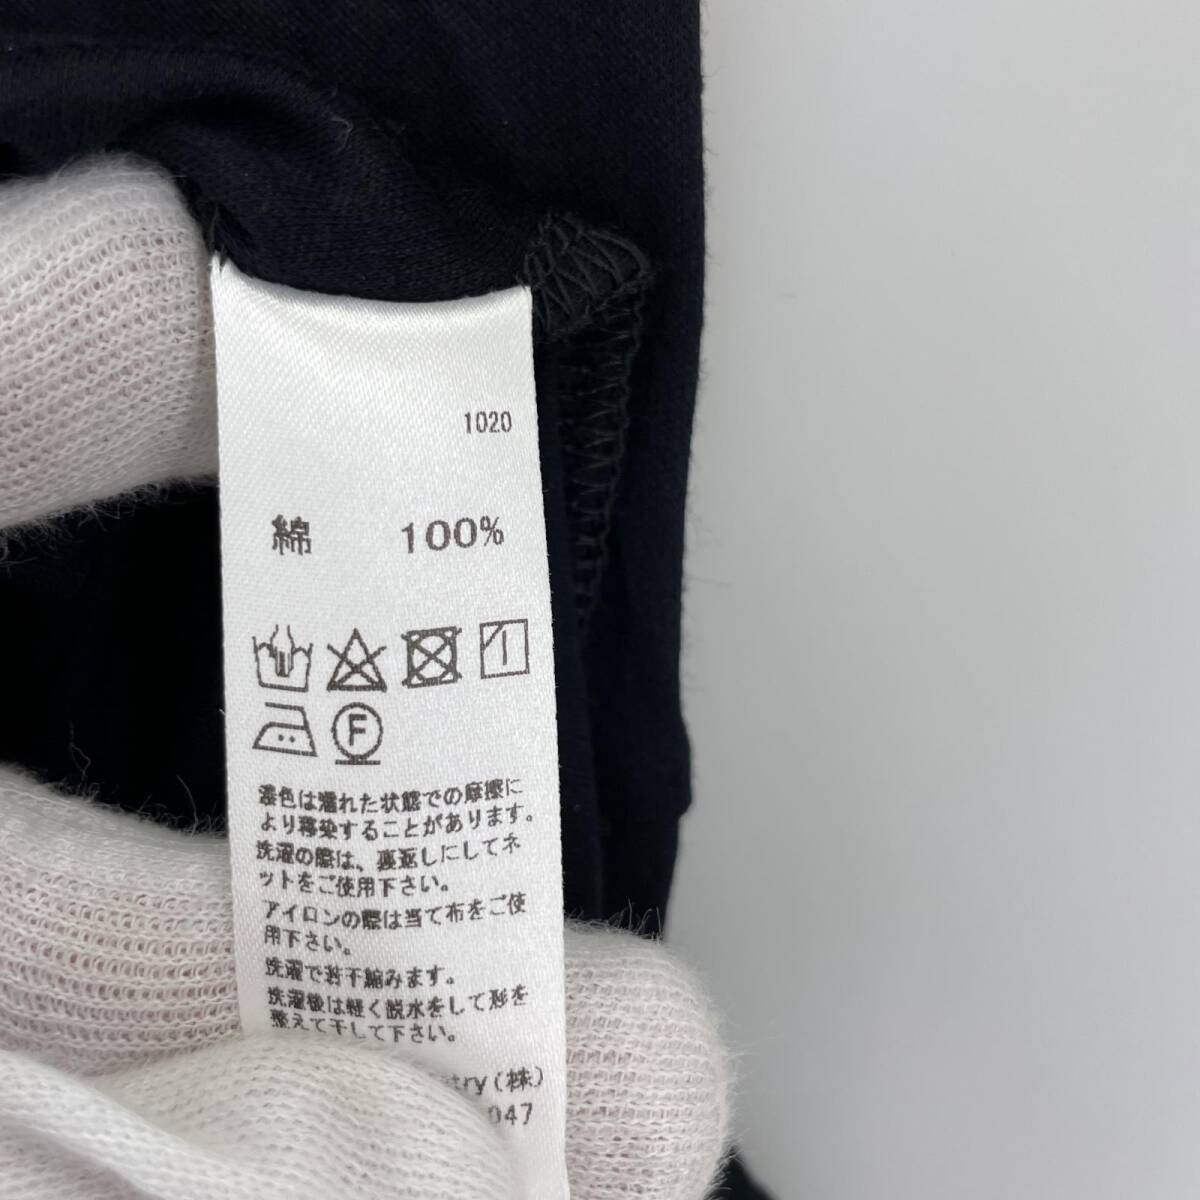 1020
綿 100%
F
濃色は濡れた状態での摩擦に
より移染することがあります。
洗濯の際は、裏返しにしてネ
ットをご使用下さい。
アイロンの際は当て布をご使
用下さい。
洗濯で若干縮みます。
洗濯後は軽く脱水をして形を
整えて干して下さい。
try(株)
047